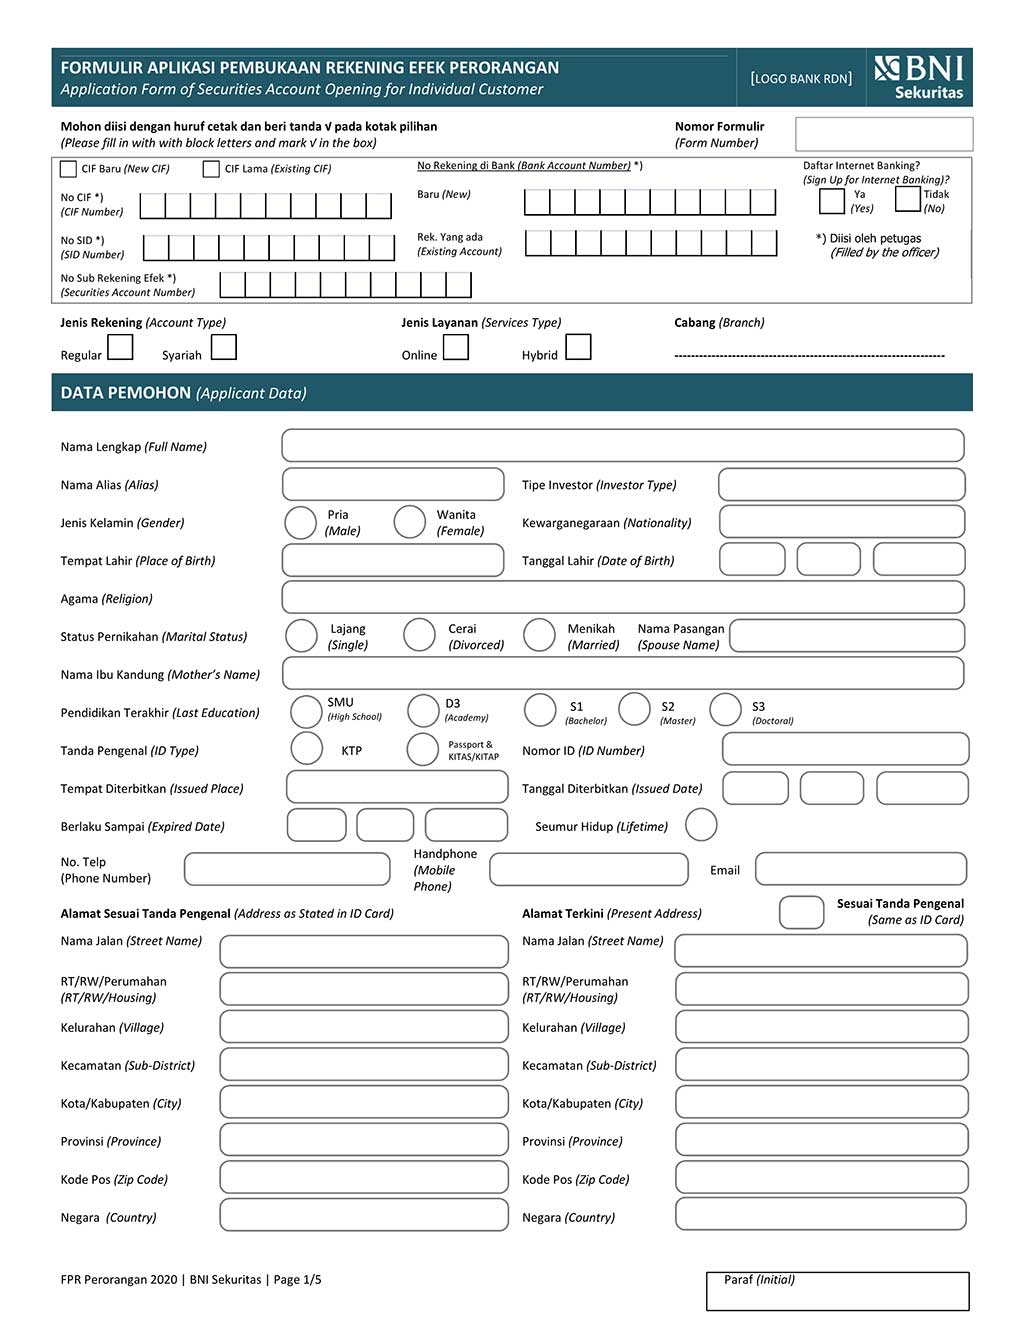 FORMULIR APLIKASI PEMBUKAAN REKENING EFEK PERORANGAN
Application Form of Securities Account Opening for Individual Customer
[LOGO BANK RDN]
BNI
Sekuritas
Mohon diisi dengan huruf cetak dan beri tanda √ pada kotak pilihan
(Please fill in with with block letters and mark √ in the box)
Nomor Formulir
(Form Number)
CIF Baru (New CIF)
CIF Lama (Existing CIF)
No Rekening di Bank (Bank Account Number) *)
Daftar Internet Banking?
(Sign Up for Internet Banking)?
No CIF *)
(CIF Number)
Baru (New)
Ya
(Yes)
Tidak
(No)
No SID *)
(SID Number)
Rek. Yang ada
(Existing Account)
*) Diisi oleh petugas
(Filled by the officer)
No Sub Rekening Efek *)
(Securities Account Number)
Jenis Rekening (Account Type)
Jenis Layanan (Services Type)
Cabang (Branch)
Regular
Syariah
Online
Hybrid
------------------------------------------------------------------
DATA PEMOHON (Applicant Data)
Nama Lengkap (Full Name)
Nama Alias (Alias)
Tipe Investor (Investor Type)
Jenis Kelamin (Gender)
Pria
(Male)
Wanita
(Female)
Kewarganegaraan (Nationality)
Tempat Lahir (Place of Birth)
Tanggal Lahir (Date of Birth)
Agama (Religion)
Status Pernikahan (Marital Status)
Lajang
(Single)
Cerai
(Divorced)
Menikah
(Married)
Nama Pasangan
(Spouse Name)
Nama Ibu Kandung (Mother's Name)
Pendidikan Terakhir (Last Education)
SMU
(High School)
D3
(Academy)
S1
(Bachelor)
S2
(Master)
S3
(Doctoral)
Tanda Pengenal (ID Type)
KTP
Passport &
KITAS/KITAP
Nomor ID (ID Number)
Tempat Diterbitkan (Issued Place)
Tanggal Diterbitkan (Issued Date)
Berlaku Sampai (Expired Date)
Seumur Hidup (Lifetime)
No. Telp
(Phone Number)
Handphone
(Mobile
Phone)
Email
Alamat Sesuai Tanda Pengenal (Address as Stated in ID Card)
Alamat Terkini (Present Address)
Sesuai Tanda Pengenal
(Same as ID Card)
Nama Jalan (Street Name)
Nama Jalan (Street Name)
RT/RW/Perumahan
(RT/RW/Housing)
RT/RW/Perumahan
(RT/RW/Housing)
Kelurahan (Village)
Kelurahan (Village)
Kecamatan (Sub-District)
Kecamatan (Sub-District)
Kota/Kabupaten (City)
Kota/Kabupaten (City)
Provinsi (Province)
Provinsi (Province)
Kode Pos (Zip Code)
Kode Pos (Zip Code)
Negara (Country)
Negara (Country)
FPR Perorangan 2020 | BNI Sekuritas | Page 1/5
Paraf (Initial)